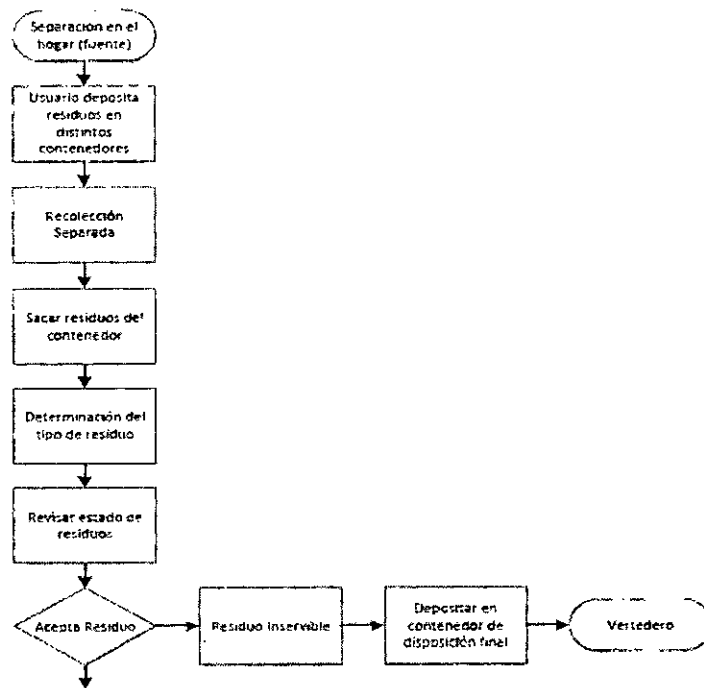 Separación en el
hogar (fuente)
Usuario deposita
residuos en
distintos
contenedores
Recolección
Separada
Sacar residuos del
contenedor
Determinación del
tipo de residuo
Revisar estado de
residuos
Acepta Residuo
Residuo Inservible
Depositar en
contenedor de
disposición final
Vertedero